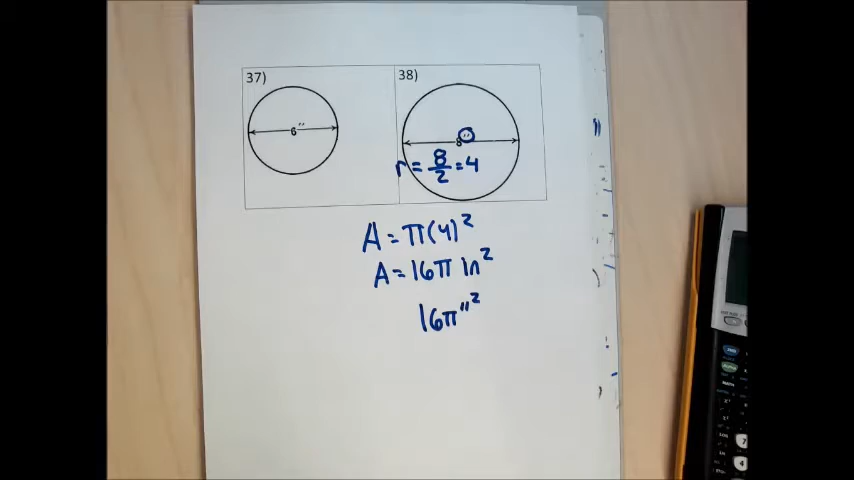 37)
38)
6"
8"
r = 8/2 = 4
A = π(4)²
A = 16π in²
16π"²